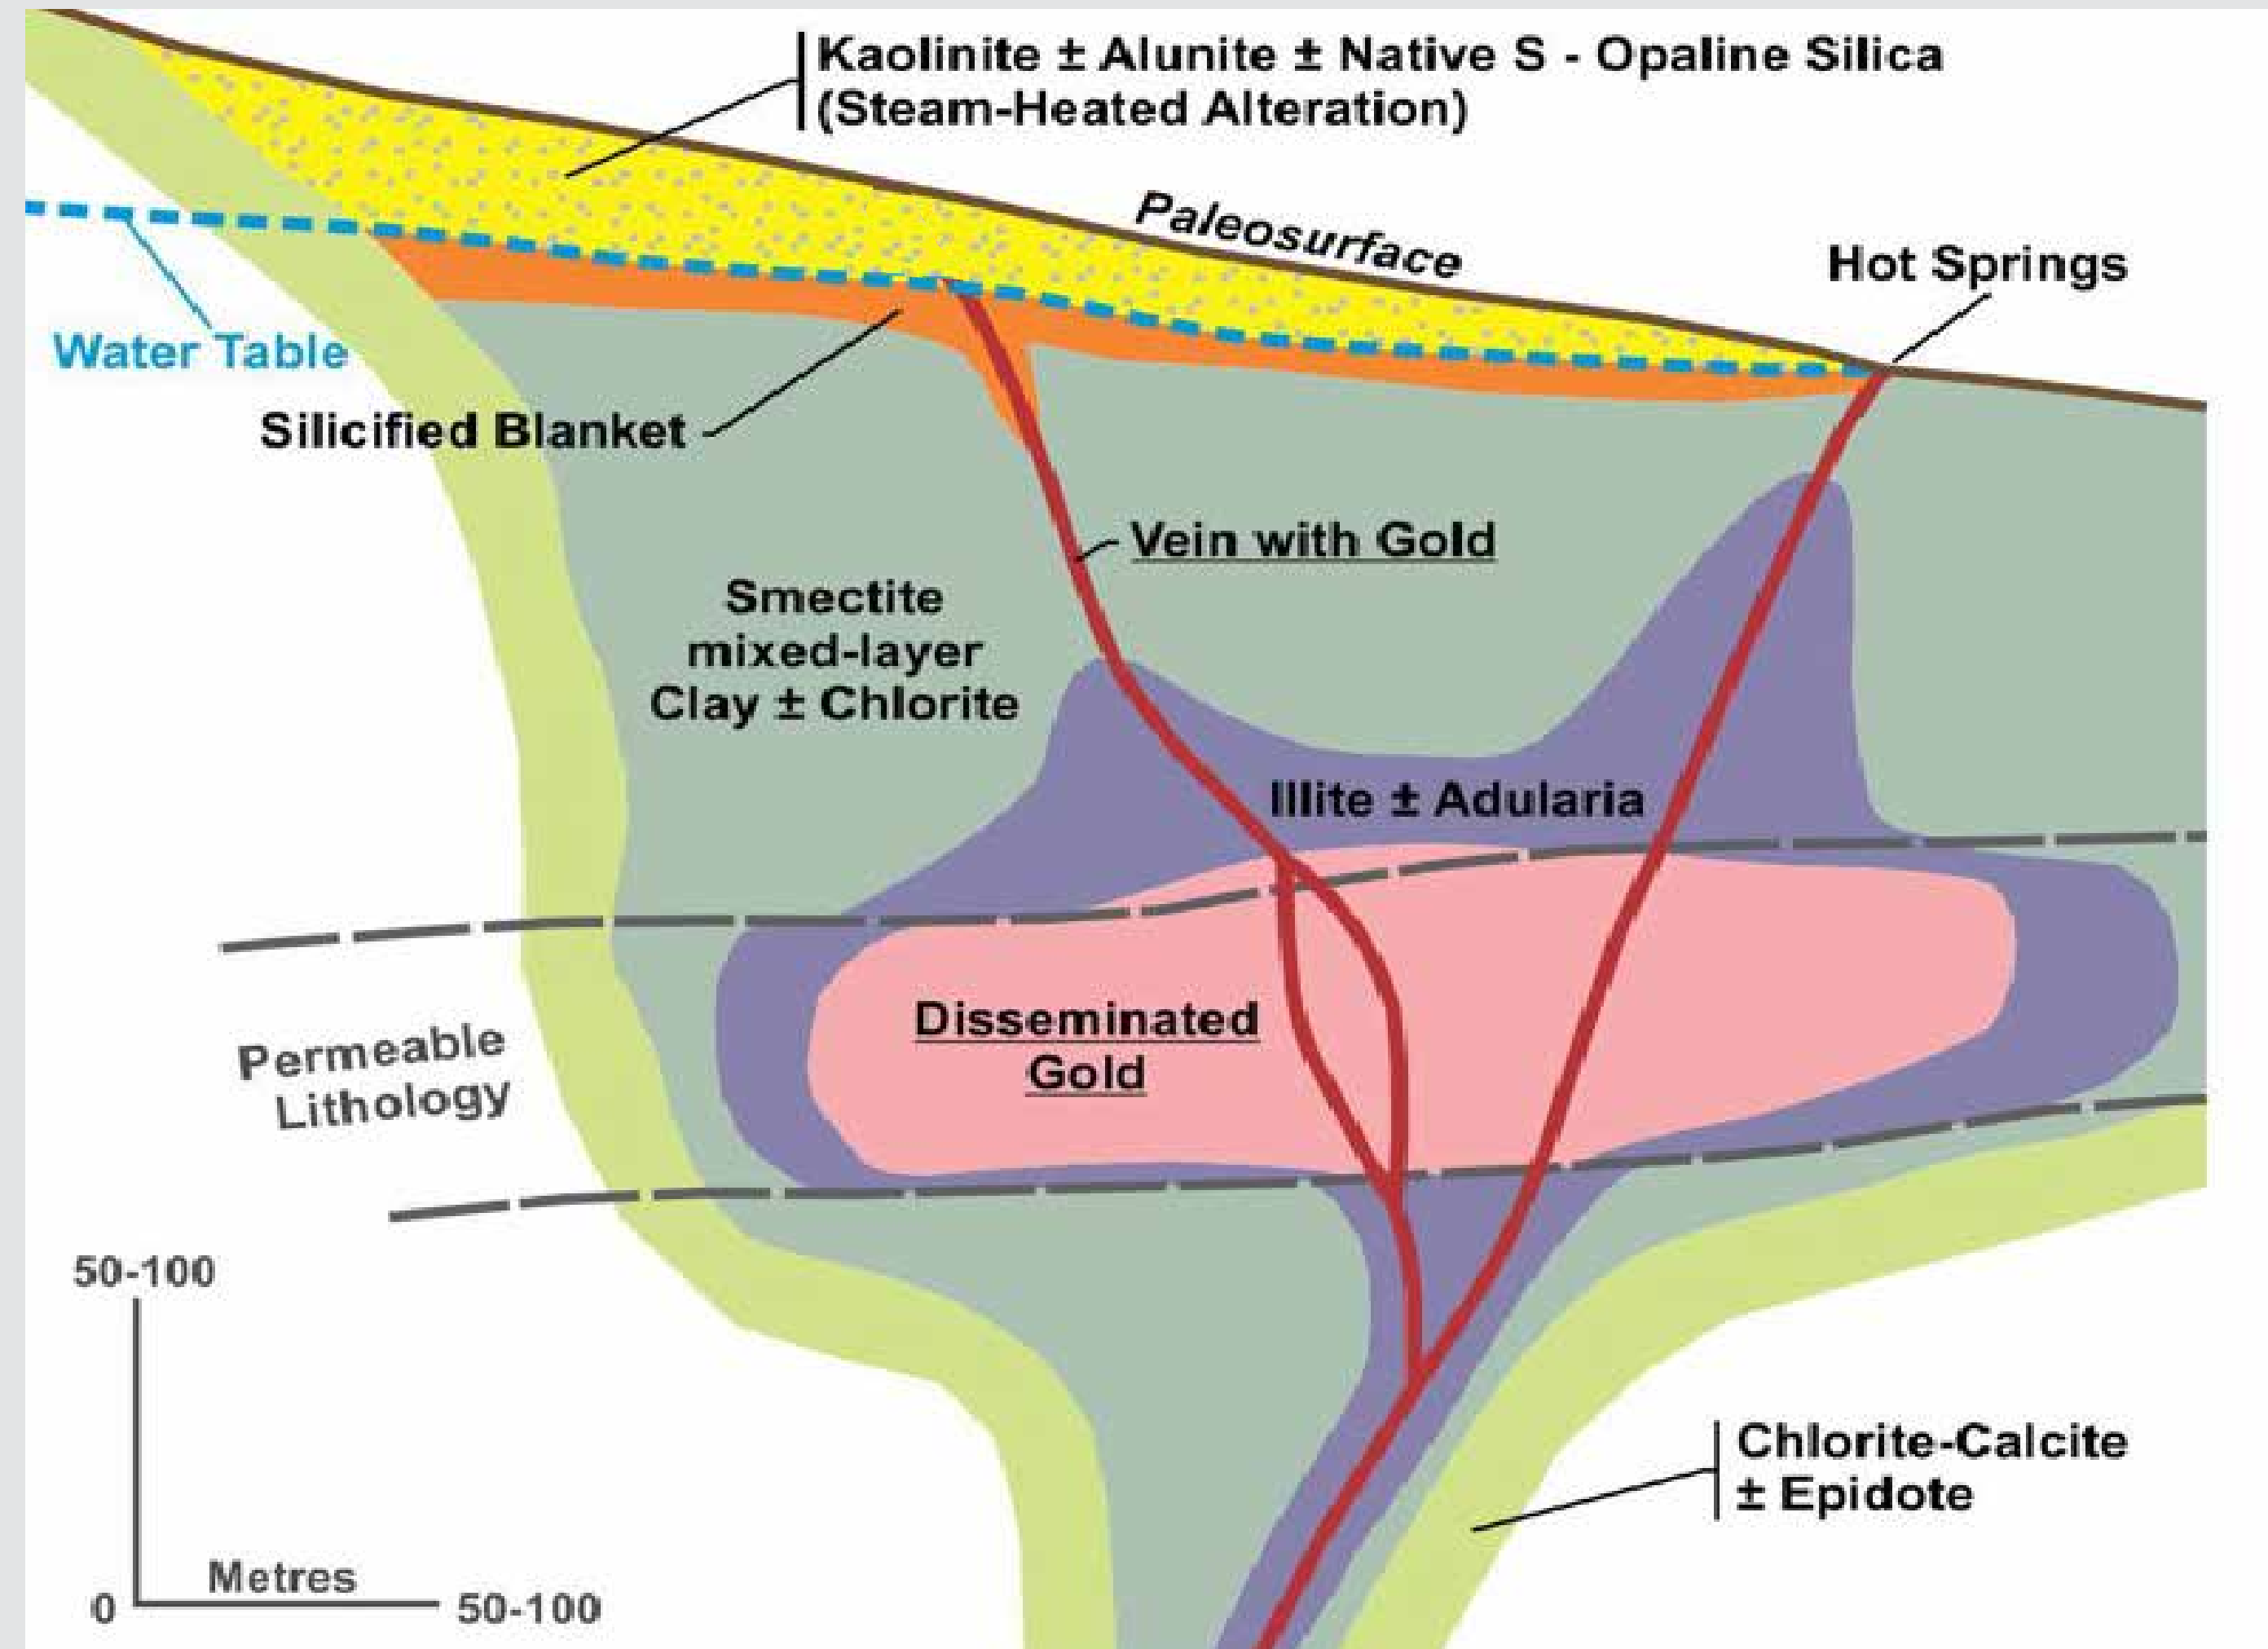 Kaolinite ± Alunite ± Native S - Opaline Silica
(Steam-Heated Alteration)
Paleosurface
Hot Springs
Water Table
Silicified Blanket
Vein with Gold
Smectite
mixed-layer
Clay ± Chlorite
Illite ± Adularia
Disseminated
Gold
Permeable
Lithology
50-100
Metres
0
50-100
Chlorite-Calcite
± Epidote